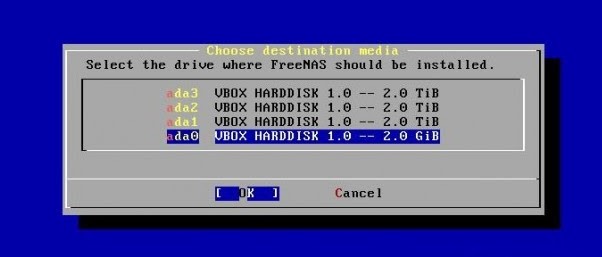 Choose destination media
Select the drive where FreeNAS should be installed.
ada3 VBOX HARDDISK 1.0 -- 2.0 TiB
ada2 VBOX HARDDISK 1.0 -- 2.0 TiB
ada1 VBOX HARDDISK 1.0 -- 2.0 TiB
ada0 VBOX HARDDISK 1.0 -- 2.0 GiB
[ OK ] Cancel